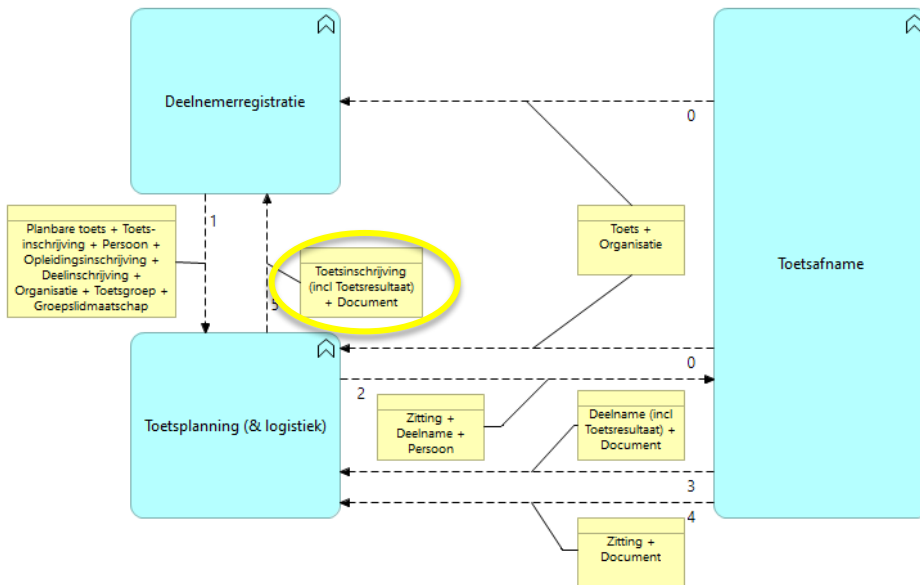 Deelnemerregistratie
0
1
Planbare toets + Toets-
inschrijving + Persoon +
Opleidingsinschrijving +
Deelinschrijving +
Organisatie + Toetsgroep +
Groepslidmaatschap
Toetsinschrijving
(incl Toetsresultaat)
+ Document
5
Toets +
Organisatie
Toetsafname
0
2
Toetsplanning (& logistiek)
Zitting +
Deelname +
Persoon
Deelname (incl
Toetsresultaat) +
Document
3
4
Zitting +
Document